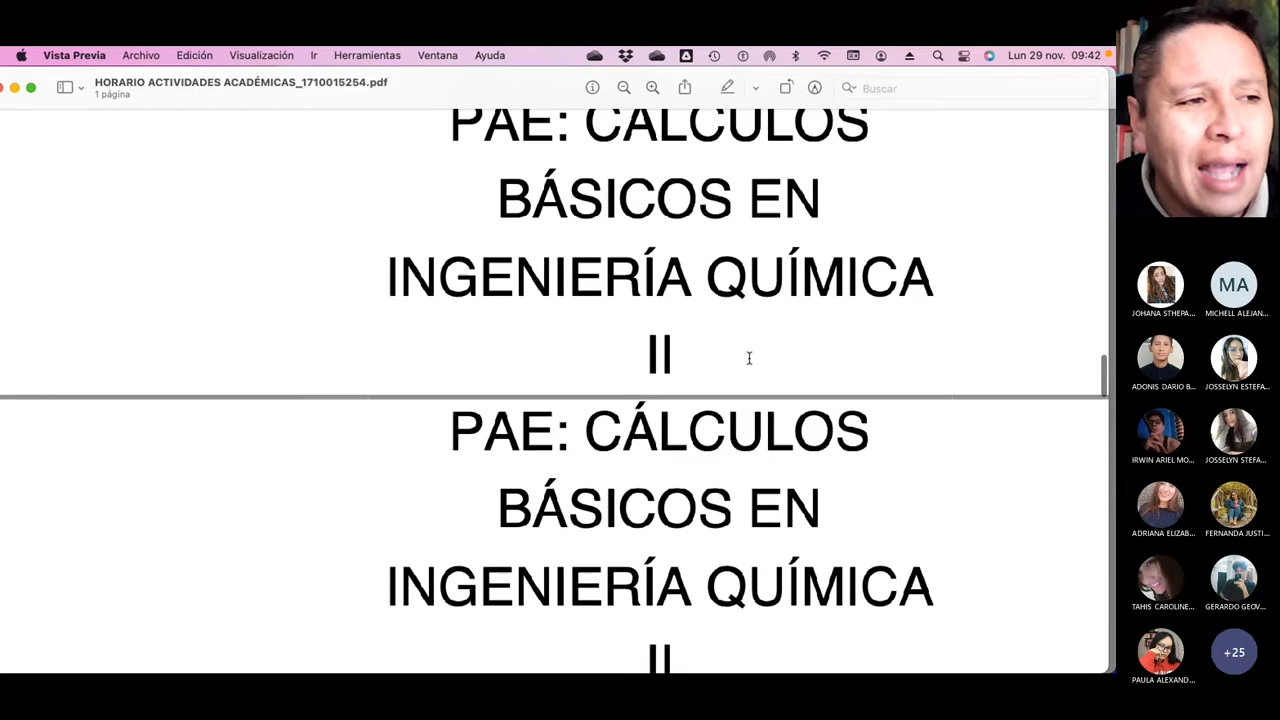 Vista Previa Archivo Edición Visualización Ir Herramientas Ventana Ayuda Lun 29 nov. 09:42
HORARIO ACTIVIDADES ACADÉMICAS_1710015254.pdf
1 página
Buscar
PAE: CÁLCULOS
BÁSICOS EN
INGENIERÍA QUÍMICA
II
PAE: CÁLCULOS
BÁSICOS EN
INGENIERÍA QUÍMICA
II
MA
JOHANA STHEPA... MICHELL ALEJAN...
ADONIS DARIO B... JOSSELYN ESTEFA...
IRWIN ARIEL MO... JOSSELYN STEFA...
ADRIANA ELIZAB... FERNANDA JUSTI...
TAHIS CAROLINE... GERARDO GEOV...
+25
PAULA ALEXAND...